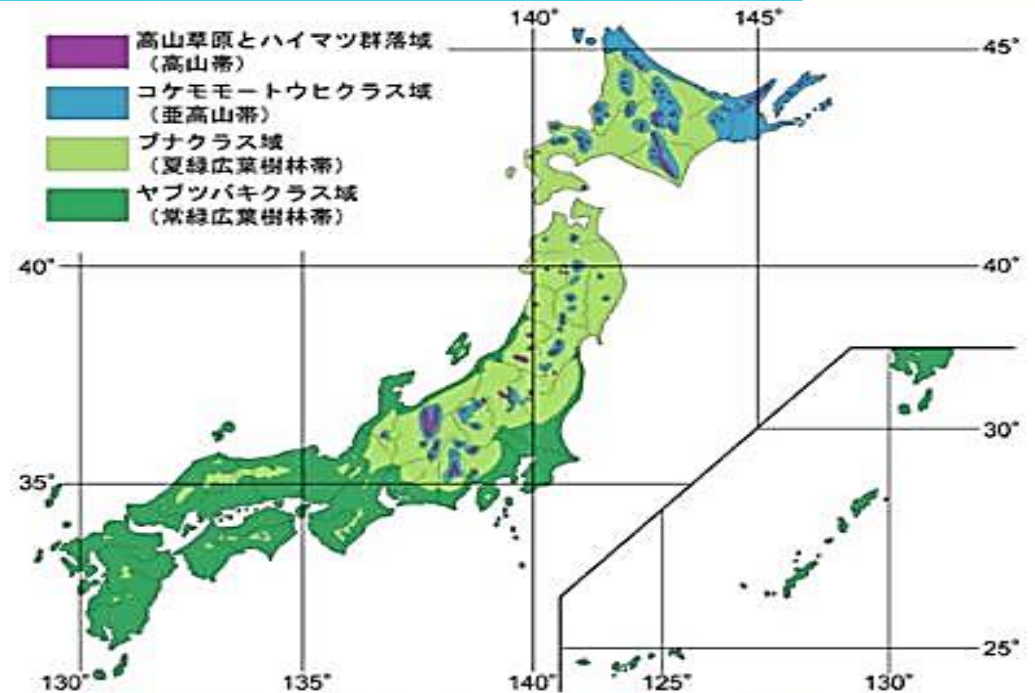 140°
145°
高山草原とハイマツ群落域
（高山帯）
45°
コケモモートウヒクラス域
（亜高山帯）
ブナクラス域
（夏緑広葉樹林帯）
ヤブツバキクラス域
（常緑広葉樹林帯）
40°
40°
30°
35°
25°
130°
135°
140°
125°
130°